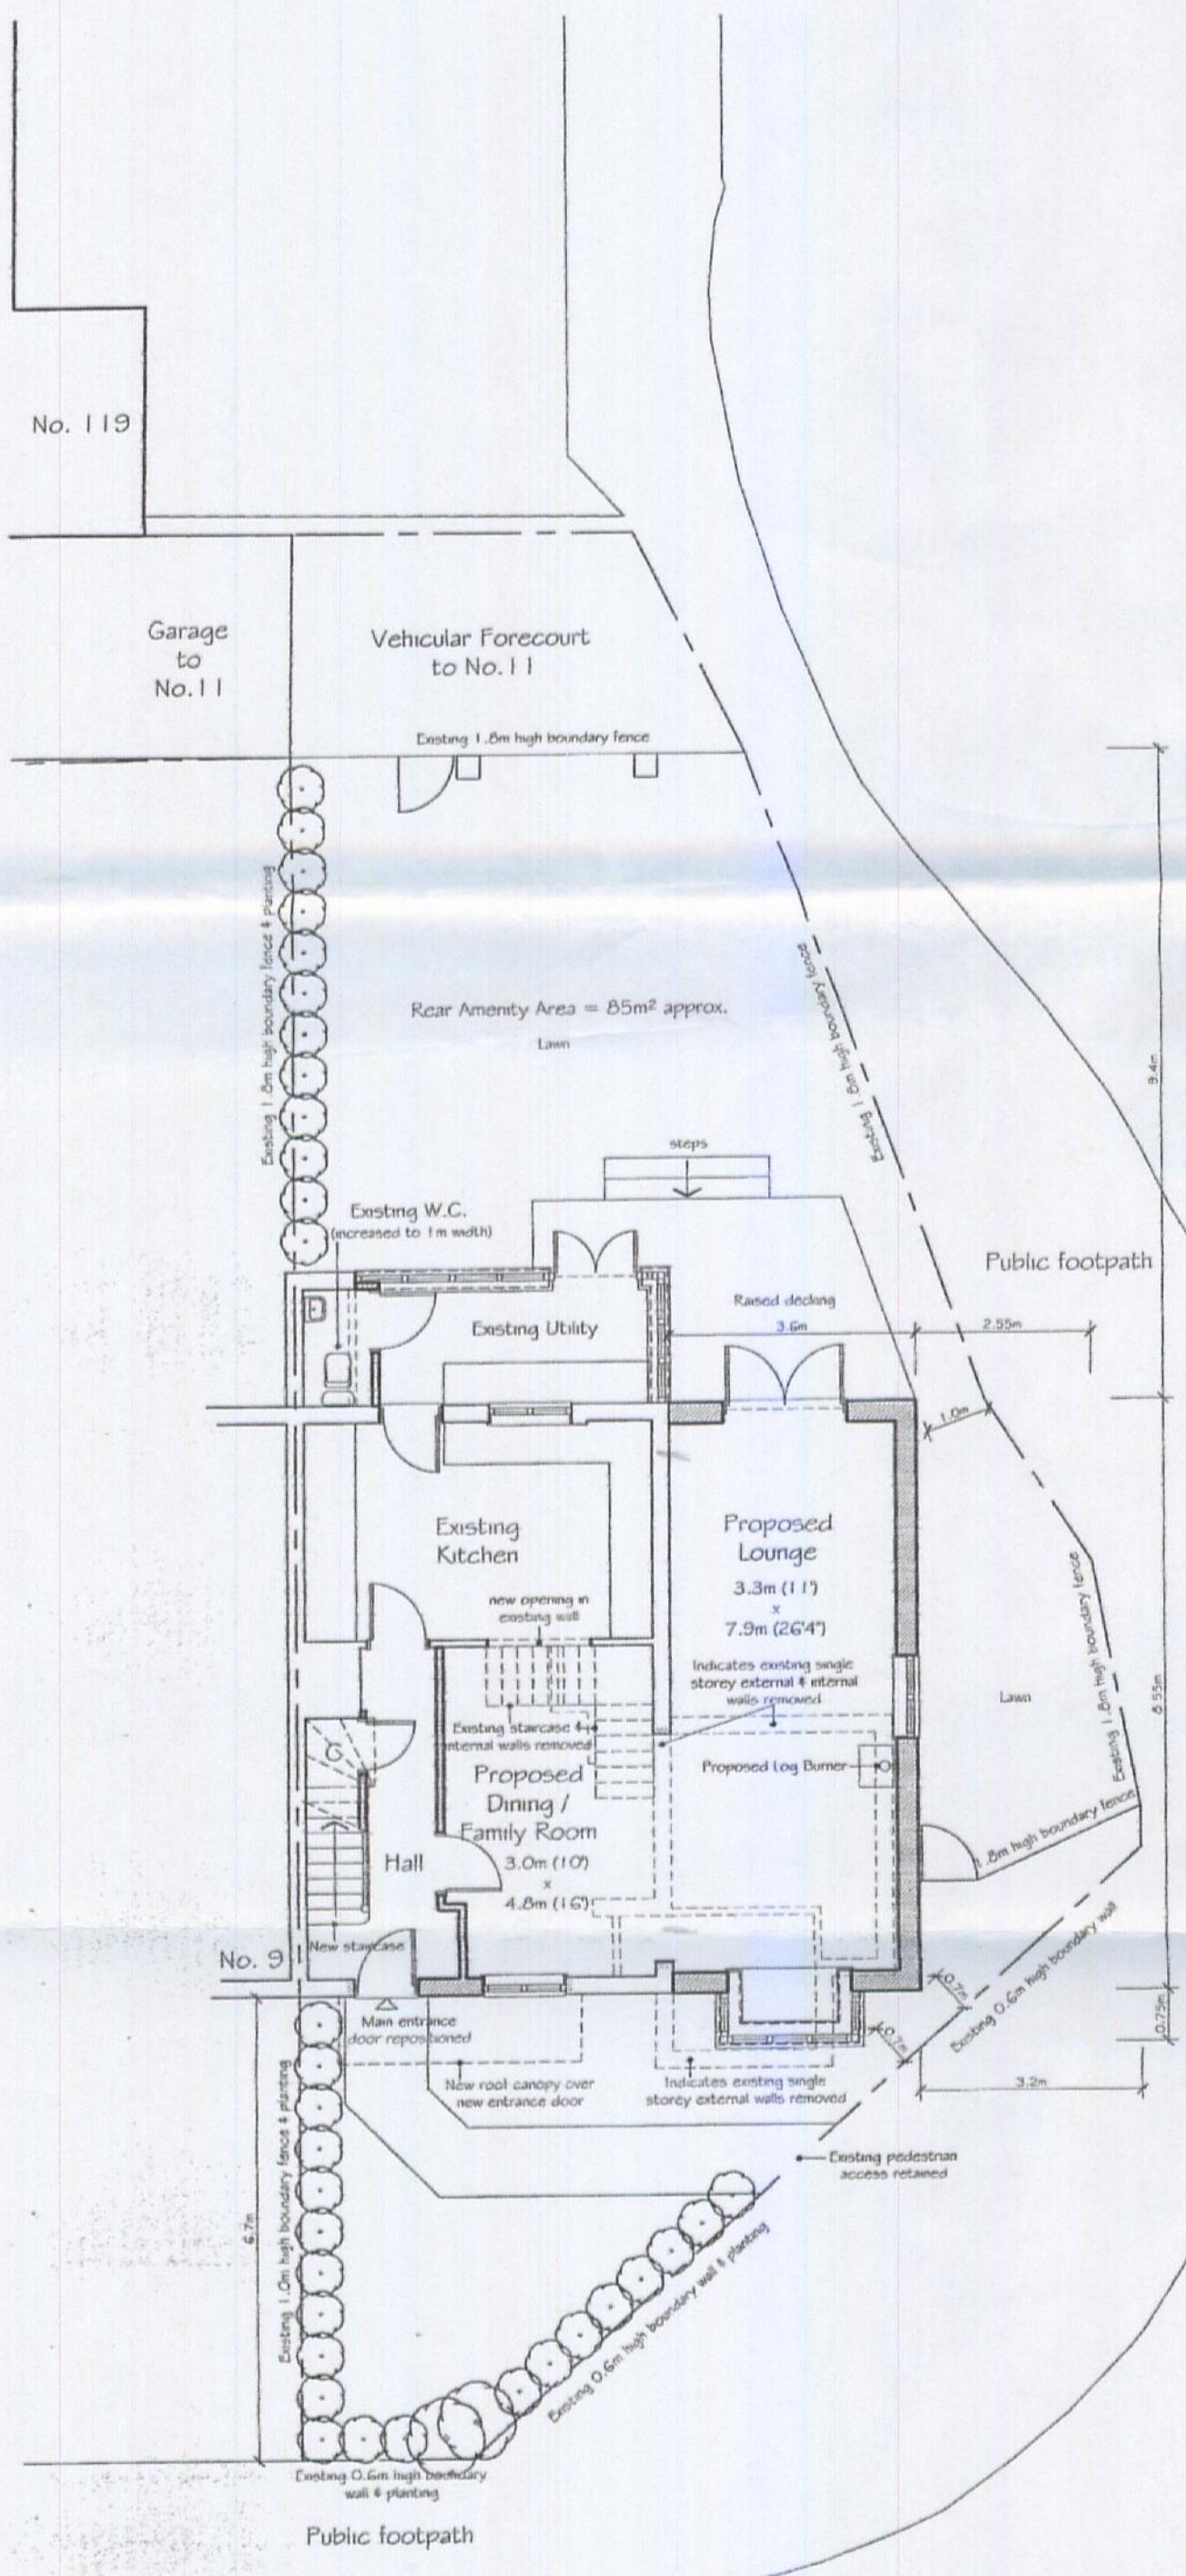 No. 119
Garage
to
No.11
Vehicular Forecourt
to No.11
Existing 1.8m high boundary fence
Existing 1.8m high boundary fence & planting
Rear Amenity Area = 85m² approx.
Lawn
Existing 1.8m high boundary fence
9.4m
steps
Existing W.C.
(increased to 1m width)
Public footpath
Existing Utility
Raised decking
3.6m
2.55m
1.0m
Existing
Kitchen
Proposed
Lounge
3.3m (11')
x
7.9m (26'4")
new opening in
existing wall
Indicates existing single
storey external & internal
walls removed
Lawn
Existing 1.8m high boundary fence
8.55m
Existing staircase &
internal walls removed
Proposed Log Burner
Proposed
Dining /
Family Room
3.0m (10')
x
4.8m (16')
Hall
1.8m high boundary fence
New staircase
No. 9
Existing 0.6m high boundary wall
0.7m
0.7m
0.75m
3.2m
Main entrance
door repositioned
New roof canopy over
new entrance door
Indicates existing single
storey external walls removed
Existing pedestrian
access retained
6.7m
Existing 1.0m high boundary fence & planting
Existing 0.6m high boundary wall & planting
Existing 0.6m high boundary
wall & planting
Public footpath